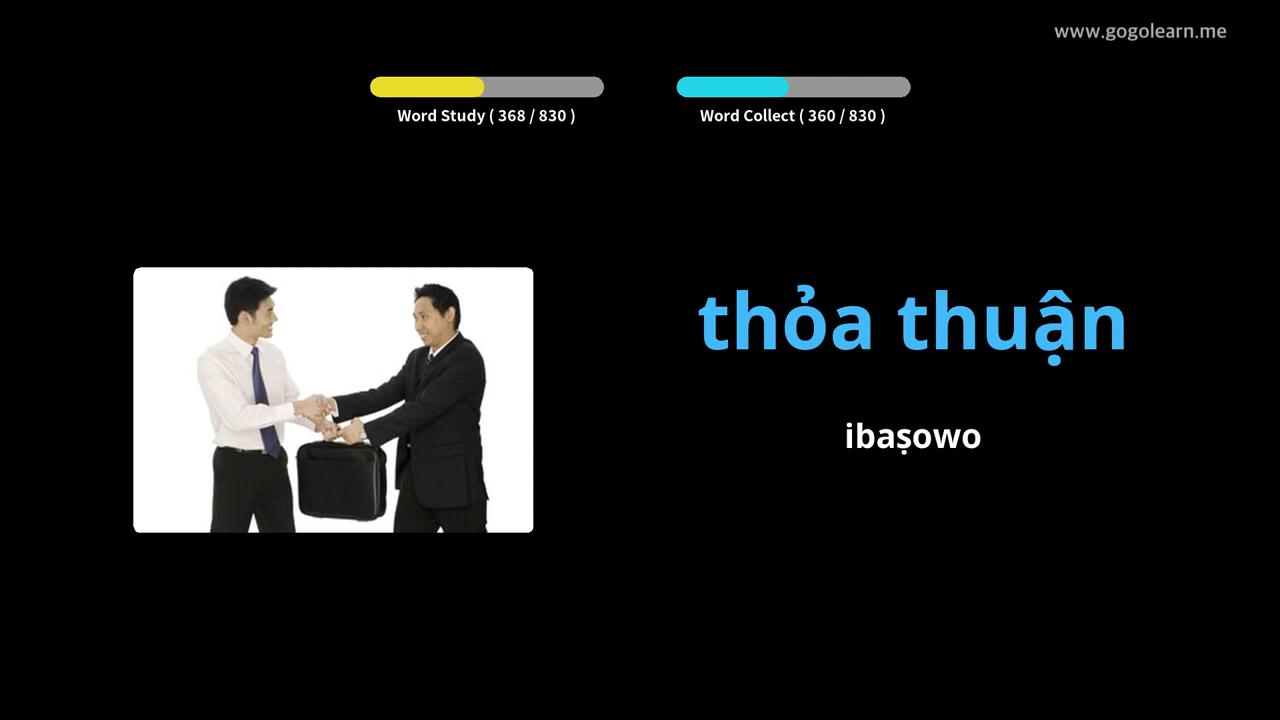 www.gogolearn.me
Word Study ( 368 / 830 )
Word Collect ( 360 / 830 )
thỏa thuận
ibaṣowo